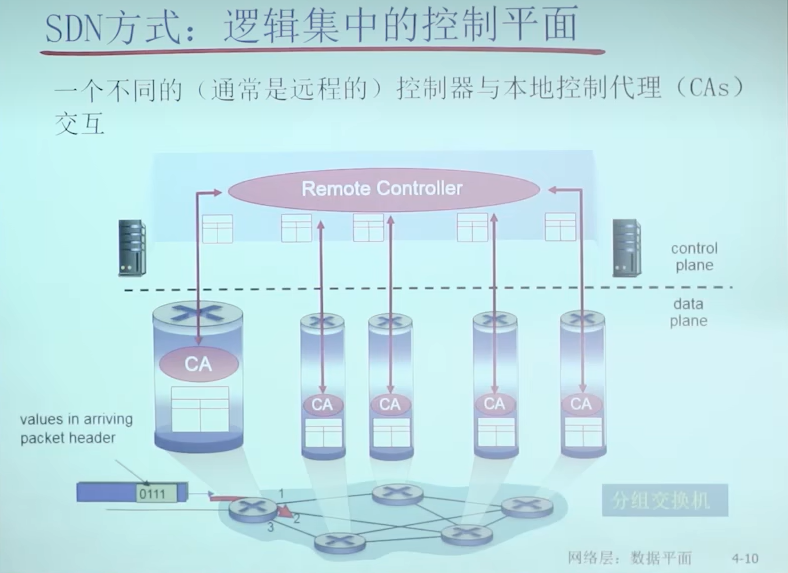 SDN方式：逻辑集中的控制平面
一个不同的（通常是远程的）控制器与本地控制代理（CAs）
交互
Remote Controller
control
plane
data
plane
CA
CA
CA
CA
CA
values in arriving
packet header
0111
1
2
3
分组交换机
网络层：数据平面
4-10